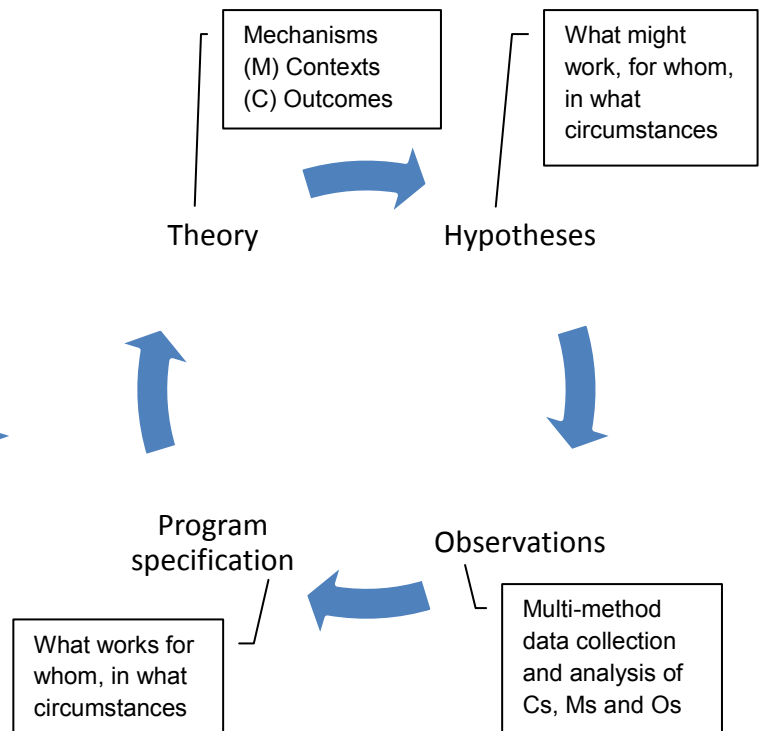 Mechanisms
(M) Contexts
(C) Outcomes
What might
work, for whom,
in what
circumstances
Theory
Hypotheses
Program
specification
Observations
What works for
whom, in what
circumstances
Multi-method
data collection
and analysis of
Cs, Ms and Os